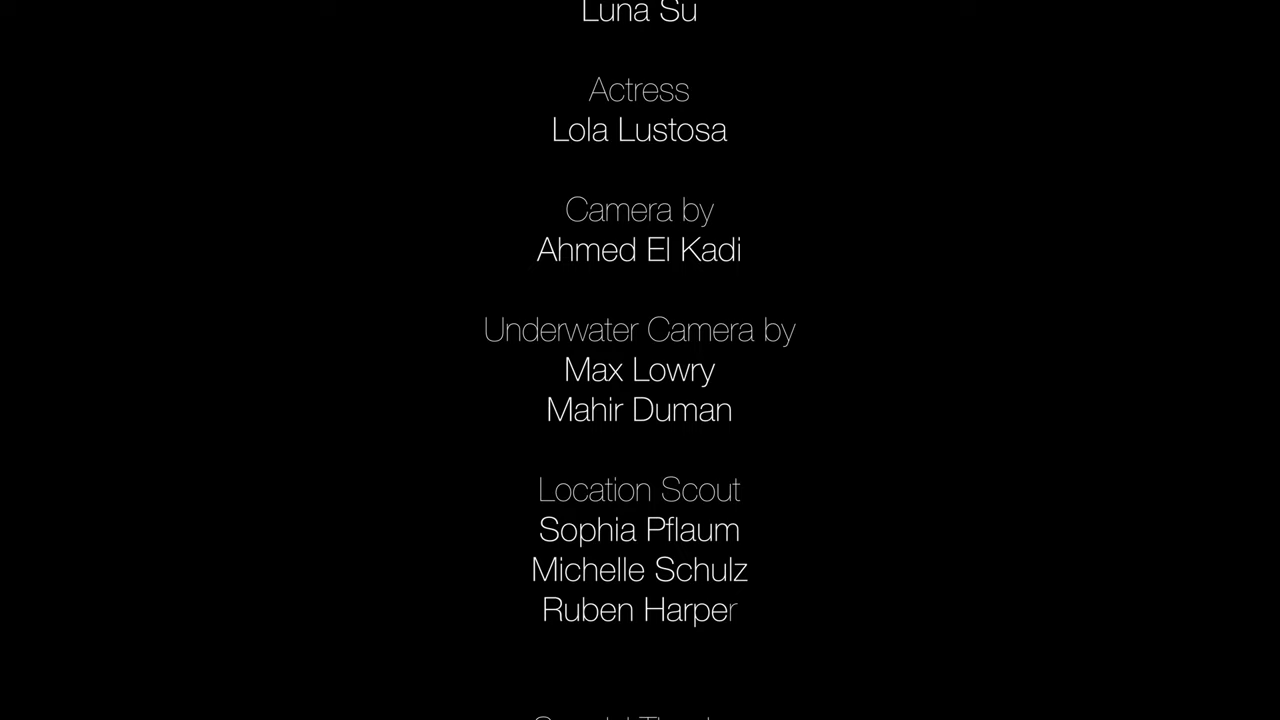 Luna Su
Actress
Lola Lustosa
Camera by
Ahmed El Kadi
Underwater Camera by
Max Lowry
Mahir Duman
Location Scout
Sophia Pflaum
Michelle Schulz
Ruben Harper